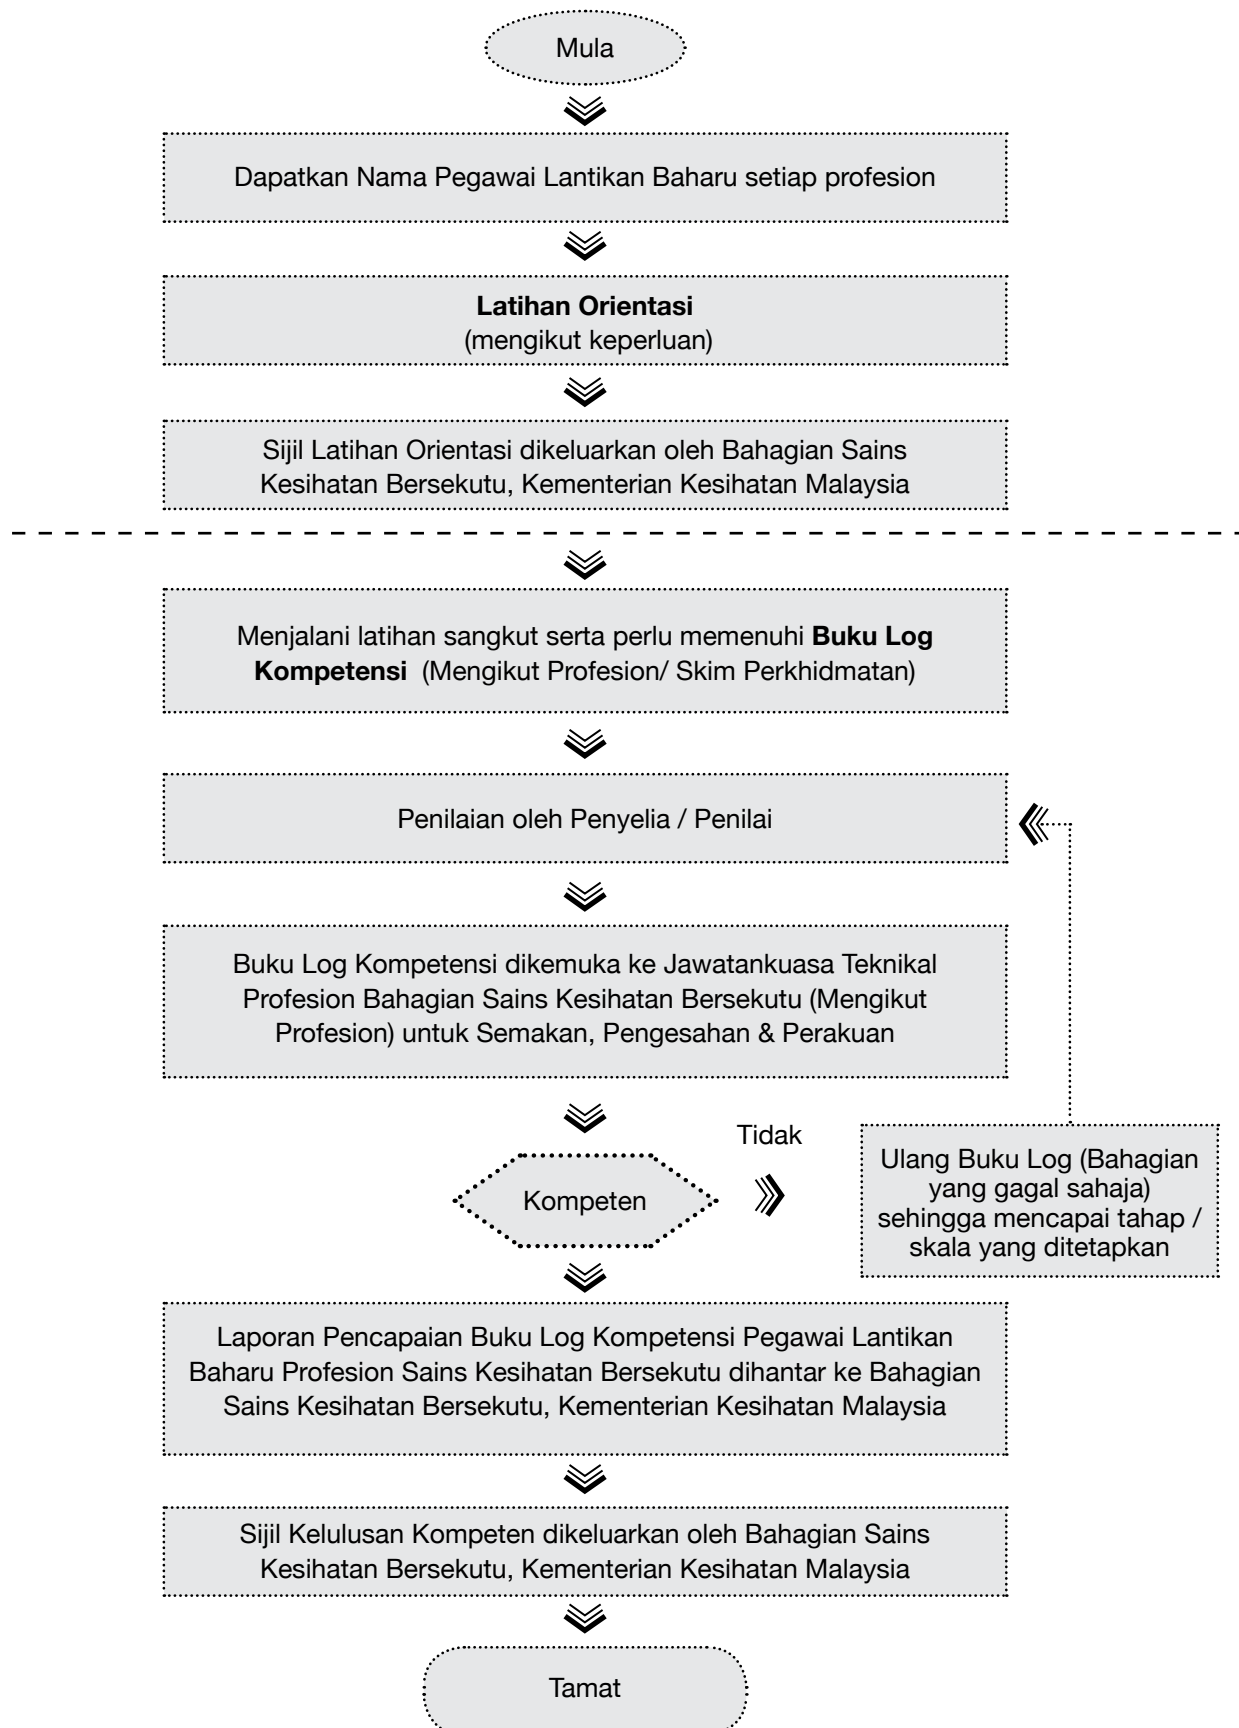 Mula
Dapatkan Nama Pegawai Lantikan Baharu setiap profesion
Latihan Orientasi
(mengikut keperluan)
Sijil Latihan Orientasi dikeluarkan oleh Bahagian Sains
Kesihatan Bersekutu, Kementerian Kesihatan Malaysia
Menjalani latihan sangkut serta perlu memenuhi Buku Log
Kompetensi (Mengikut Profesion/ Skim Perkhidmatan)
Penilaian oleh Penyelia / Penilai
Buku Log Kompetensi dikemuka ke Jawatankuasa Teknikal
Profesion Bahagian Sains Kesihatan Bersekutu (Mengikut
Profesion) untuk Semakan, Pengesahan & Perakuan
Kompeten
Tidak
Ulang Buku Log (Bahagian
yang gagal sahaja)
sehingga mencapai tahap /
skala yang ditetapkan
Laporan Pencapaian Buku Log Kompetensi Pegawai Lantikan
Baharu Profesion Sains Kesihatan Bersekutu dihantar ke Bahagian
Sains Kesihatan Bersekutu, Kementerian Kesihatan Malaysia
Sijil Kelulusan Kompeten dikeluarkan oleh Bahagian Sains
Kesihatan Bersekutu, Kementerian Kesihatan Malaysia
Tamat